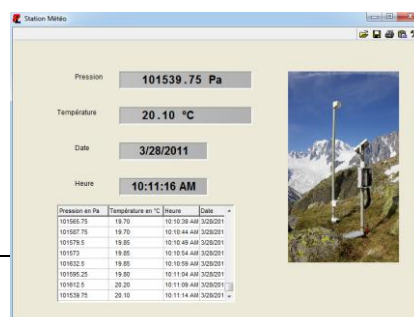 Station Météo
Pression
101539.75 Pa
Température
20.10 °C
Date
3/28/2011
Heure
10:11:16 AM
Pression en Pa Température en °C Heure Date
101565.75 19.70 10:10:38 AM 3/28/201
101587.75 19.70 10:10:44 AM 3/28/201
101579.5 19.85 10:10:49 AM 3/28/201
101573 19.85 10:10:54 AM 3/28/201
101632.5 19.85 10:10:59 AM 3/28/201
101595.25 19.80 10:11:04 AM 3/28/201
101612.5 20.20 10:11:09 AM 3/28/201
101539.75 20.10 10:11:14 AM 3/28/201